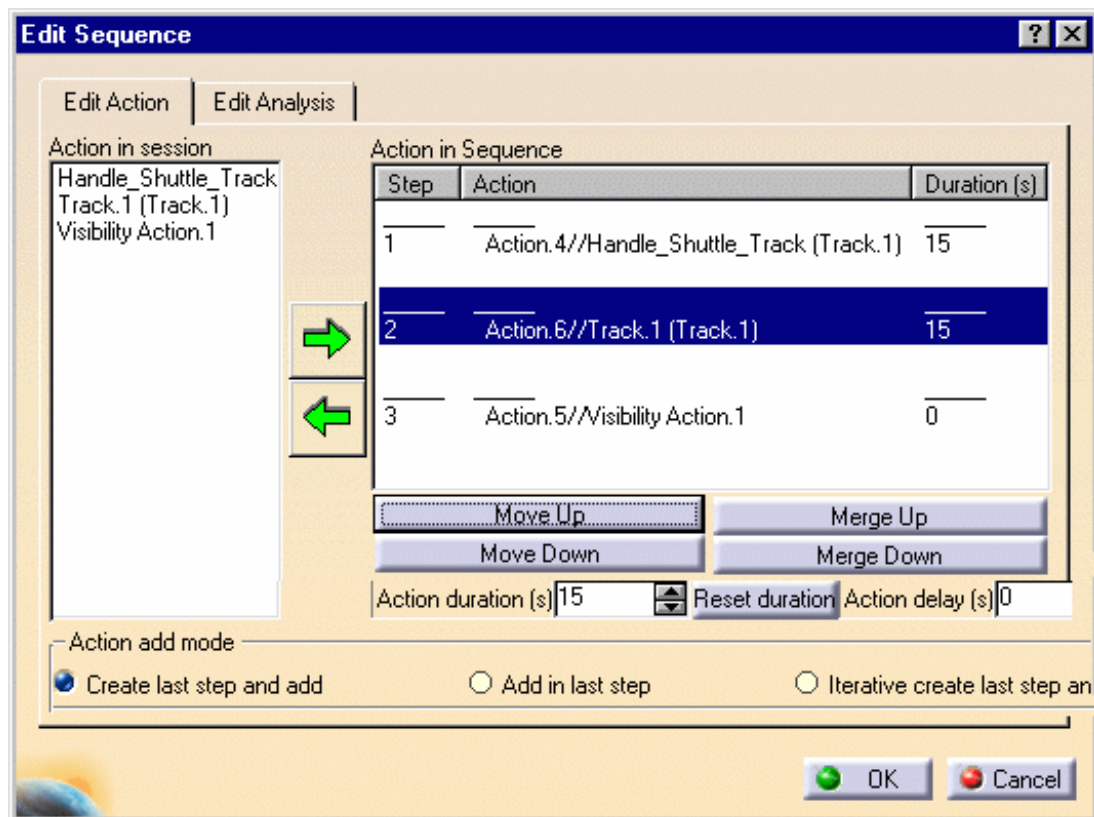 Edit Sequence
Edit Action Edit Analysis
Action in session
Handle_Shuttle_Track
Track.1 (Track.1)
Visibility Action.1
Action in Sequence
Step Action Duration (s)
1 Action.4//Handle_Shuttle_Track (Track.1) 15
2 Action.6//Track.1 (Track.1) 15
3 Action.5//Visibility Action.1 0
Move Up Merge Up
Move Down Merge Down
Action duration (s) 15 Reset duration Action delay (s) 0
Action add mode
Create last step and add Add in last step Iterative create last step an
OK Cancel